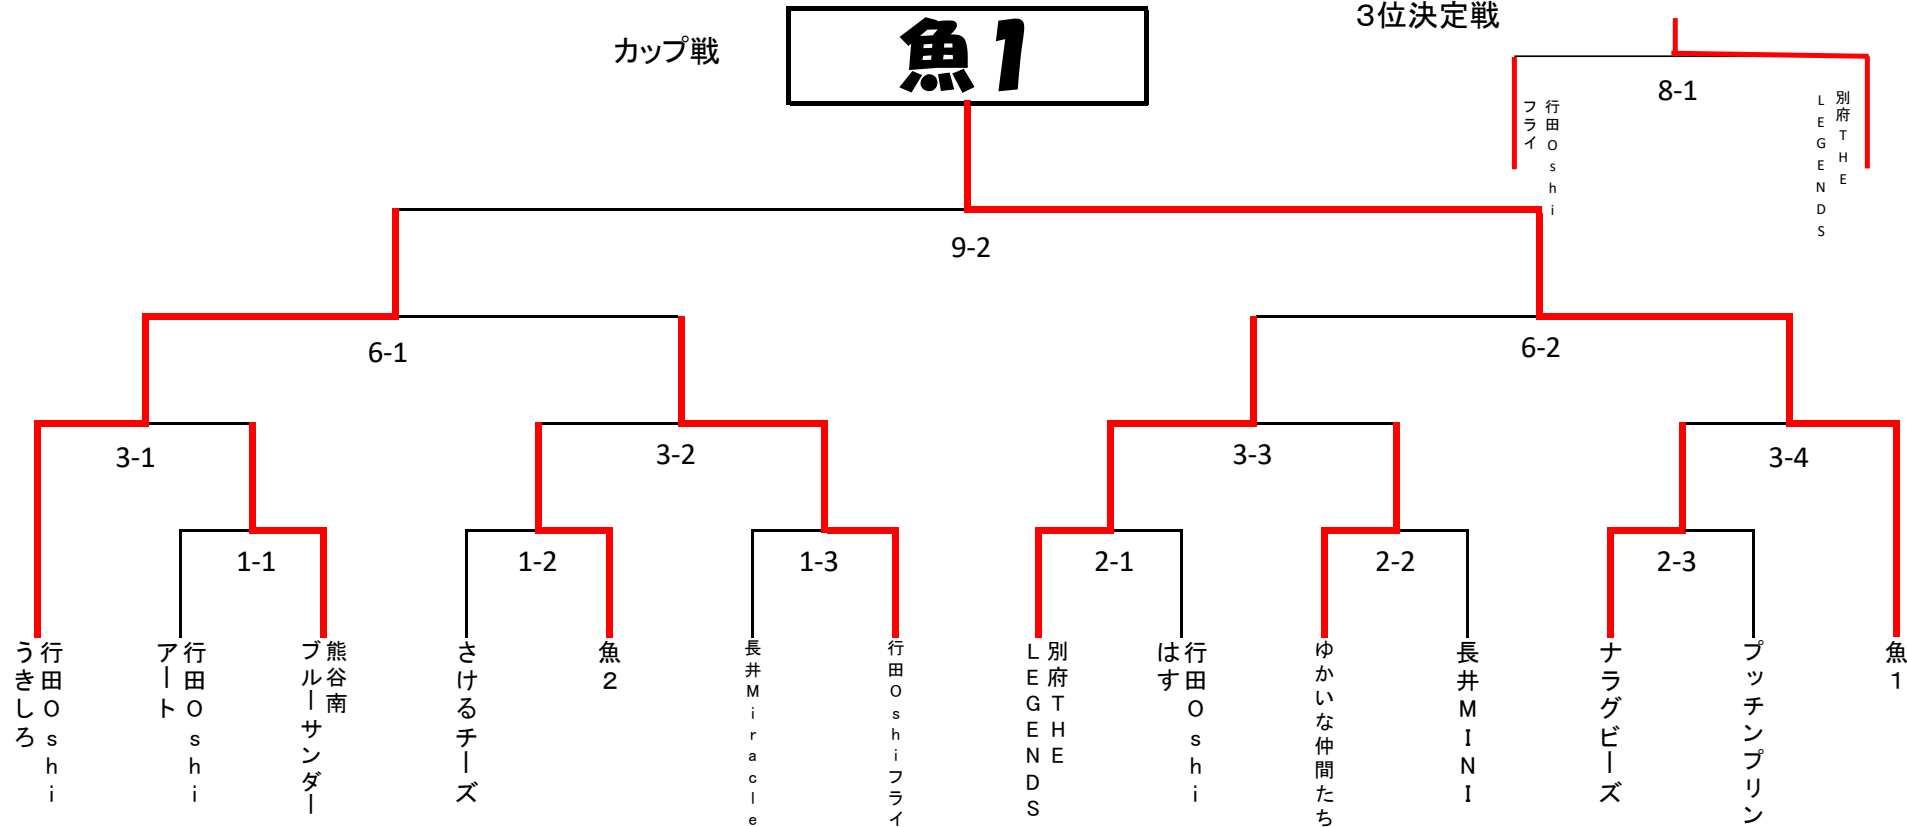 カップ戦
魚1
3位決定戦
8-1
行田Oshi
フライ
別府THE
LEGENDS
9-2
6-1
6-2
3-1
3-2
3-3
3-4
1-1
1-2
1-3
2-1
2-2
2-3
行田Oshi
うきしろ
行田Oshi
アート
熊谷南
ブルーサンダー
さけるチーズ
魚2
長井Miracle
行田Oshiフライ
別府THE
LEGENDS
行田Oshi
はす
ゆかいな仲間たち
長井MINI
ナラグビーズ
プッチンプリン
魚1